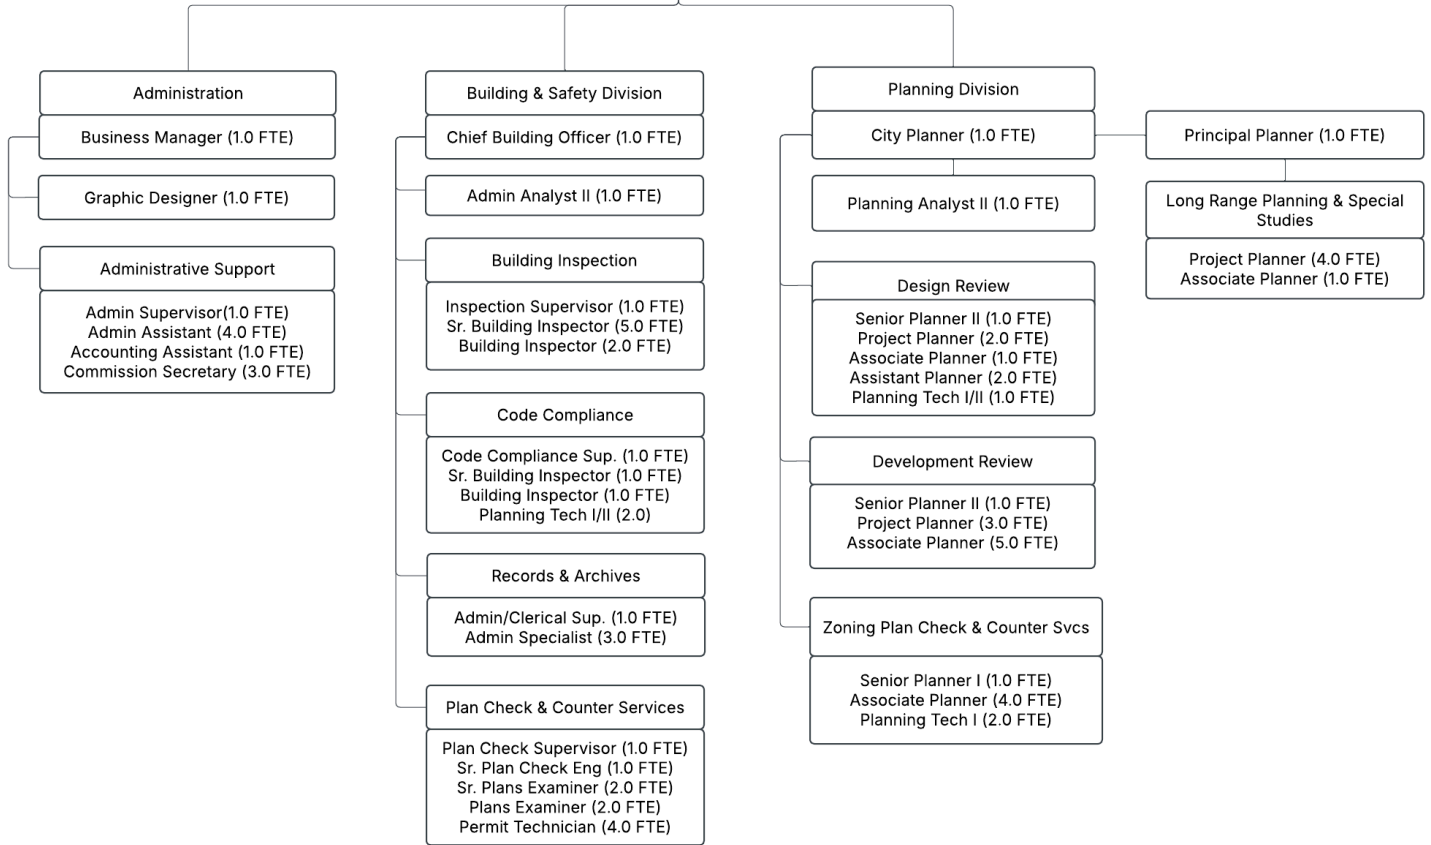 Administration
Business Manager (1.0 FTE)
Graphic Designer (1.0 FTE)
Administrative Support
Admin Supervisor(1.0 FTE)
Admin Assistant (4.0 FTE)
Accounting Assistant (1.0 FTE)
Commission Secretary (3.0 FTE)
Building & Safety Division
Chief Building Officer (1.0 FTE)
Admin Analyst II (1.0 FTE)
Building Inspection
Inspection Supervisor (1.0 FTE)
Sr. Building Inspector (5.0 FTE)
Building Inspector (2.0 FTE)
Code Compliance
Code Compliance Sup. (1.0 FTE)
Sr. Building Inspector (1.0 FTE)
Building Inspector (1.0 FTE)
Planning Tech I/II (2.0)
Records & Archives
Admin/Clerical Sup. (1.0 FTE)
Admin Specialist (3.0 FTE)
Plan Check & Counter Services
Plan Check Supervisor (1.0 FTE)
Sr. Plan Check Eng (1.0 FTE)
Sr. Plans Examiner (2.0 FTE)
Plans Examiner (2.0 FTE)
Permit Technician (4.0 FTE)
Planning Division
City Planner (1.0 FTE)
Planning Analyst II (1.0 FTE)
Design Review
Senior Planner II (1.0 FTE)
Project Planner (2.0 FTE)
Associate Planner (1.0 FTE)
Assistant Planner (2.0 FTE)
Planning Tech I/II (1.0 FTE)
Development Review
Senior Planner II (1.0 FTE)
Project Planner (3.0 FTE)
Associate Planner (5.0 FTE)
Zoning Plan Check & Counter Svcs
Senior Planner I (1.0 FTE)
Associate Planner (4.0 FTE)
Planning Tech I (2.0 FTE)
Principal Planner (1.0 FTE)
Long Range Planning & Special
Studies
Project Planner (4.0 FTE)
Associate Planner (1.0 FTE)